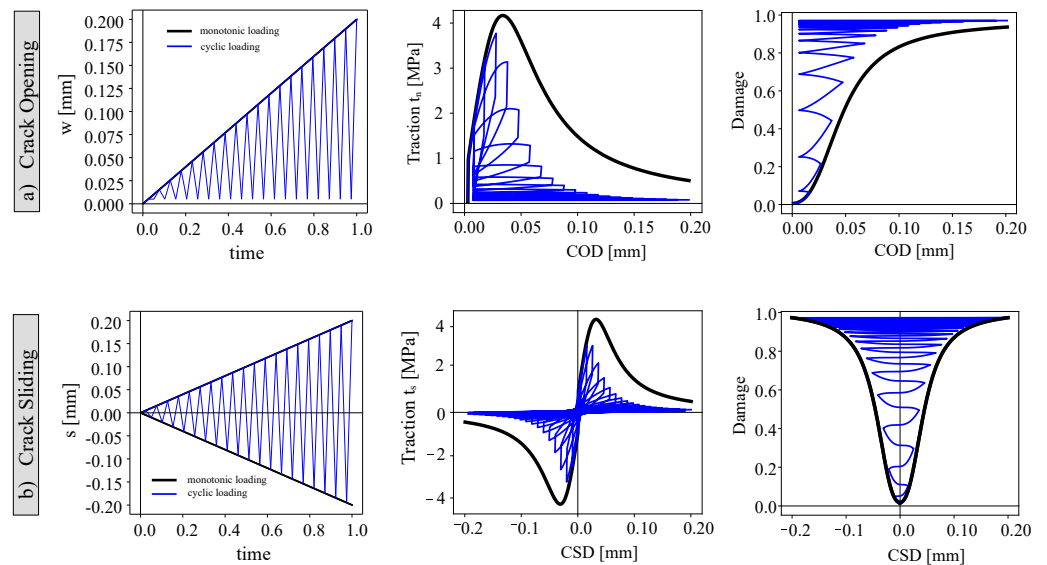 a) Crack Opening
w [mm]
0.200
0.175
0.150
0.125
0.100
0.075
0.050
0.025
0.000
monotonic loading
cyclic loading
0.0 0.2 0.4 0.6 0.8 1.0
time
Traction tₙ [MPa]
4
3
2
1
0
0.00 0.05 0.10 0.15 0.20
COD [mm]
Damage
1.0
0.8
0.6
0.4
0.2
0.0
0.00 0.05 0.10 0.15 0.20
COD [mm]
b) Crack Sliding
s [mm]
0.20
0.15
0.10
0.05
0.00
-0.05
-0.10
-0.15
-0.20
monotonic loading
cyclic loading
0.0 0.2 0.4 0.6 0.8 1.0
time
Traction tₛ [MPa]
4
2
0
−2
−4
−0.2 −0.1 0.0 0.10 0.20
CSD [mm]
Damage
1.0
0.8
0.6
0.4
0.2
0.0
−0.2 −0.1 0.0 0.10 0.20
CSD [mm]